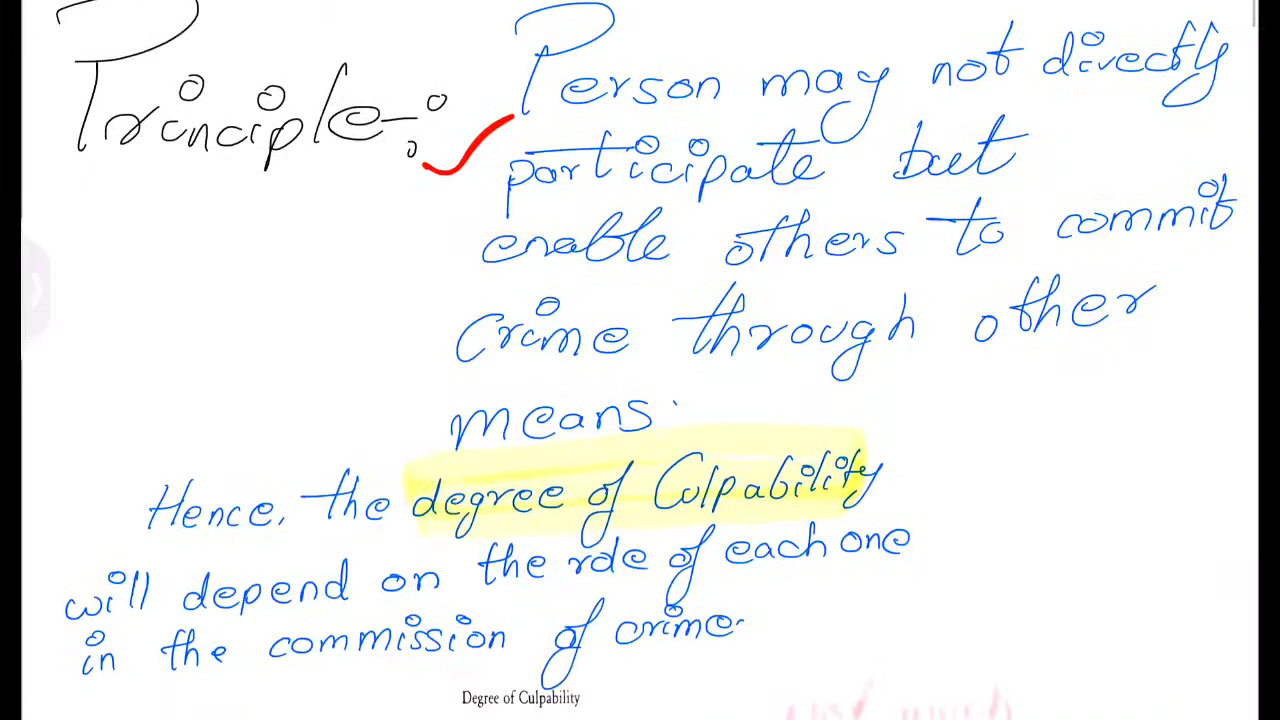 Principle:- Person may not directly
participate but
enable others to commit
Crime through other
means.
Hence, the degree of Culpability
will depend on the role of each one
in the commission of crime.
Degree of Culpability